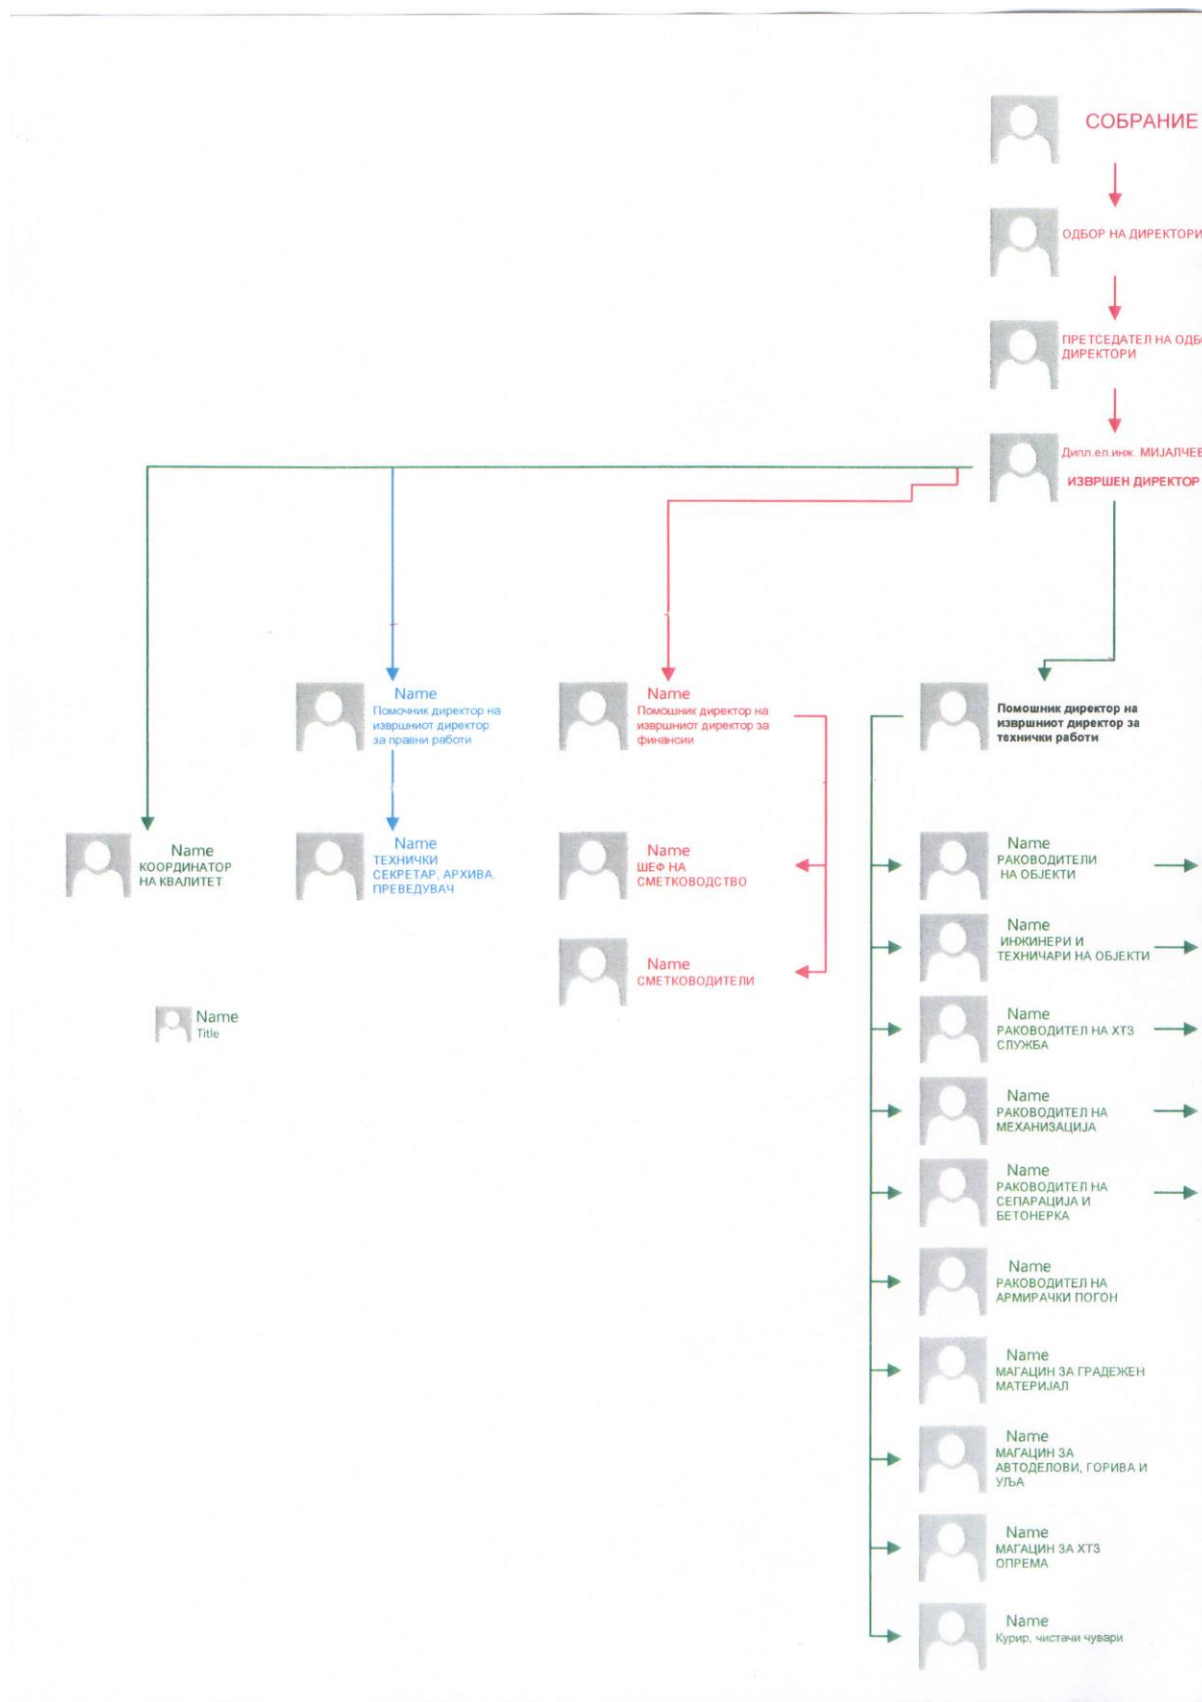 СОБРАНИЕ
ОДБОР НА ДИРЕКТОРИ
ПРЕТСЕДАТЕЛ НА
ДИРЕКТОРИ
Дипл.ел.инж. МИЈАЛЧЕВ
ИЗВРШЕН ДИРЕКТОР
Name
Помочник директор на
извршниот директор
за правни работи
Name
Помошник директор на
извршниот директор за
финансии
Помошник директор на
извршниот директор за
технички работи
Name
КООРДИНАТОР
НА КВАЛИТЕТ
Name
ТЕХНИЧКИ
СЕКРЕТАР, АРХИВА,
ПРЕВЕДУВАЧ
Name
ШЕФ НА
СМЕТКОВОДСТВО
Name
СМЕТКОВОДИТЕЛИ
Name
Title
Name
РАКОВОДИТЕЛИ
НА ОБЈЕКТИ
Name
ИНЖИНЕРИ И
ТЕХНИЧАРИ НА ОБЈЕКТИ
Name
РАКОВОДИТЕЛ НА ХТЗ
СЛУЖБА
Name
РАКОВОДИТЕЛ НА
МЕХАНИЗАЦИЈА
Name
РАКОВОДИТЕЛ НА
СЕПАРАЦИЈА И
БЕТОНЕРКА
Name
РАКОВОДИТЕЛ НА
АРМИРАЧКИ ПОГОН
Name
МАГАЦИН ЗА ГРАДЕЖЕН
МАТЕРИЈАЛ
Name
МАГАЦИН ЗА
АВТОДЕЛОВИ, ГОРИВА И
УЉА
Name
МАГАЦИН ЗА ХТЗ
ОПРЕМА
Name
Курир, чистачи чувари